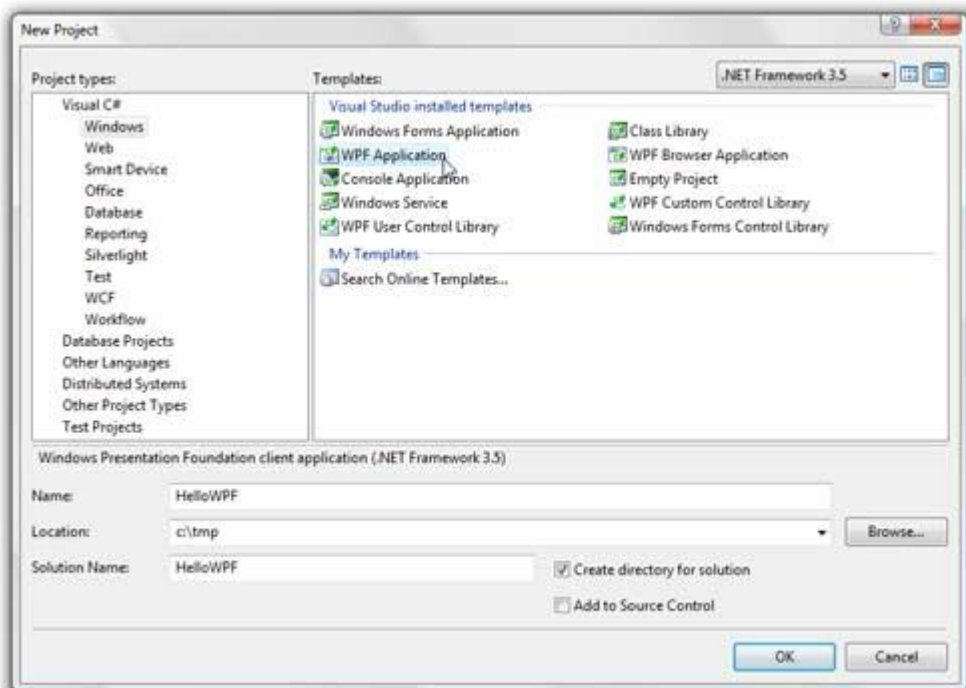 New Project
Project types:
Templates:
.NET Framework 3.5
Visual C#
Windows
Web
Smart Device
Office
Database
Reporting
Silverlight
Test
WCF
Workflow
Database Projects
Other Languages
Distributed Systems
Other Project Types
Test Projects
Visual Studio installed templates
Windows Forms Application
WPF Application
Console Application
Windows Service
WPF User Control Library
Class Library
WPF Browser Application
Empty Project
WPF Custom Control Library
Windows Forms Control Library
My Templates
Search Online Templates...
Windows Presentation Foundation client application (.NET Framework 3.5)
Name: HelloWPF
Location: c:\tmp Browse...
Solution Name: HelloWPF Create directory for solution
Add to Source Control
OK Cancel